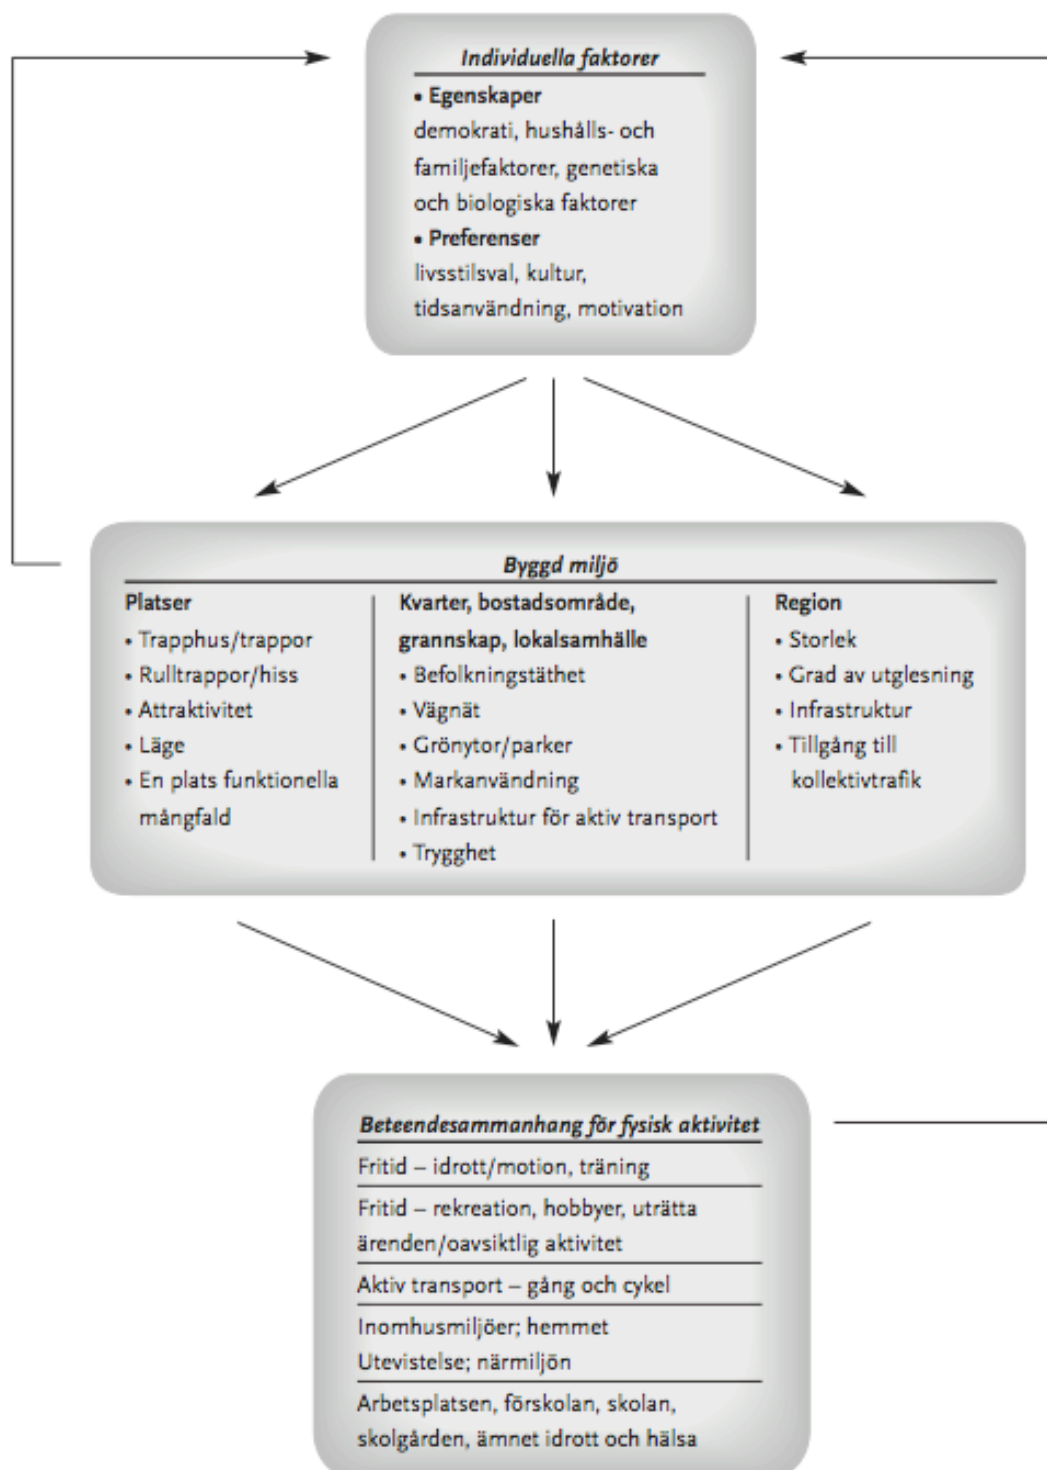 Individuella faktorer
• Egenskaper
demokrati, hushålls- och
familjefaktorer, genetiska
och biologiska faktorer
• Preferenser
livsstilsval, kultur,
tidsanvändning, motivation
Byggd miljö
Platser
• Trapphus/trappor
• Rulltrappor/hiss
• Attraktivitet
• Läge
• En plats funktionella
mångfald
Kvarter, bostadsområde,
grannskap, lokalsamhälle
• Befolkningstäthet
• Vägnät
• Grönytor/parker
• Markanvändning
• Infrastruktur för aktiv transport
• Trygghet
Region
• Storlek
• Grad av utglesning
• Infrastruktur
• Tillgång till
kollektivtrafik
Beteendesammanhang för fysisk aktivitet
Fritid – idrott/motion, träning
Fritid – rekreation, hobbyer, uträtta
ärenden/oavsiktlig aktivitet
Aktiv transport – gång och cykel
Inomhusmiljöer; hemmet
Utevistelse; närmiljön
Arbetsplatsen, förskolan, skolan,
skolgården, ämnet idrott och hälsa